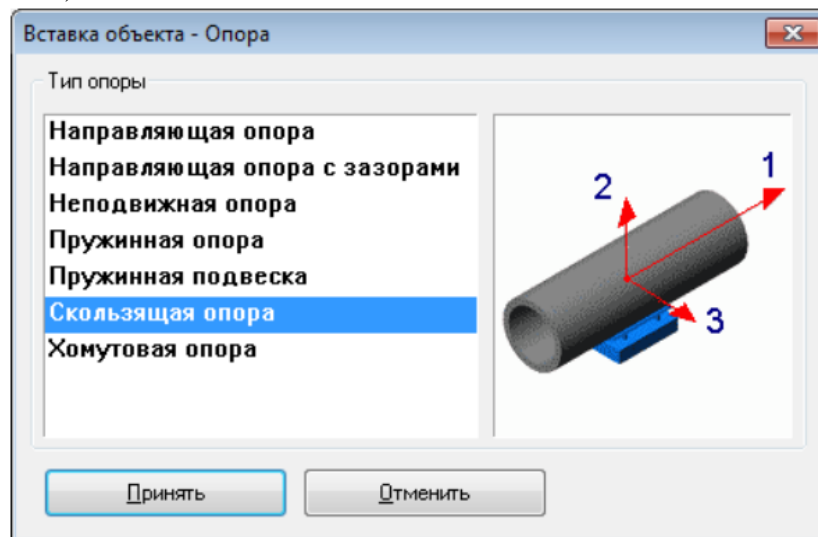 Вставка объекта - Опора
Тип опоры
Направляющая опора
Направляющая опора с зазорами
Неподвижная опора
Пружинная опора
Пружинная подвеска
Скользящая опора
Хомутовая опора
1
2
3
Принять
Отменить